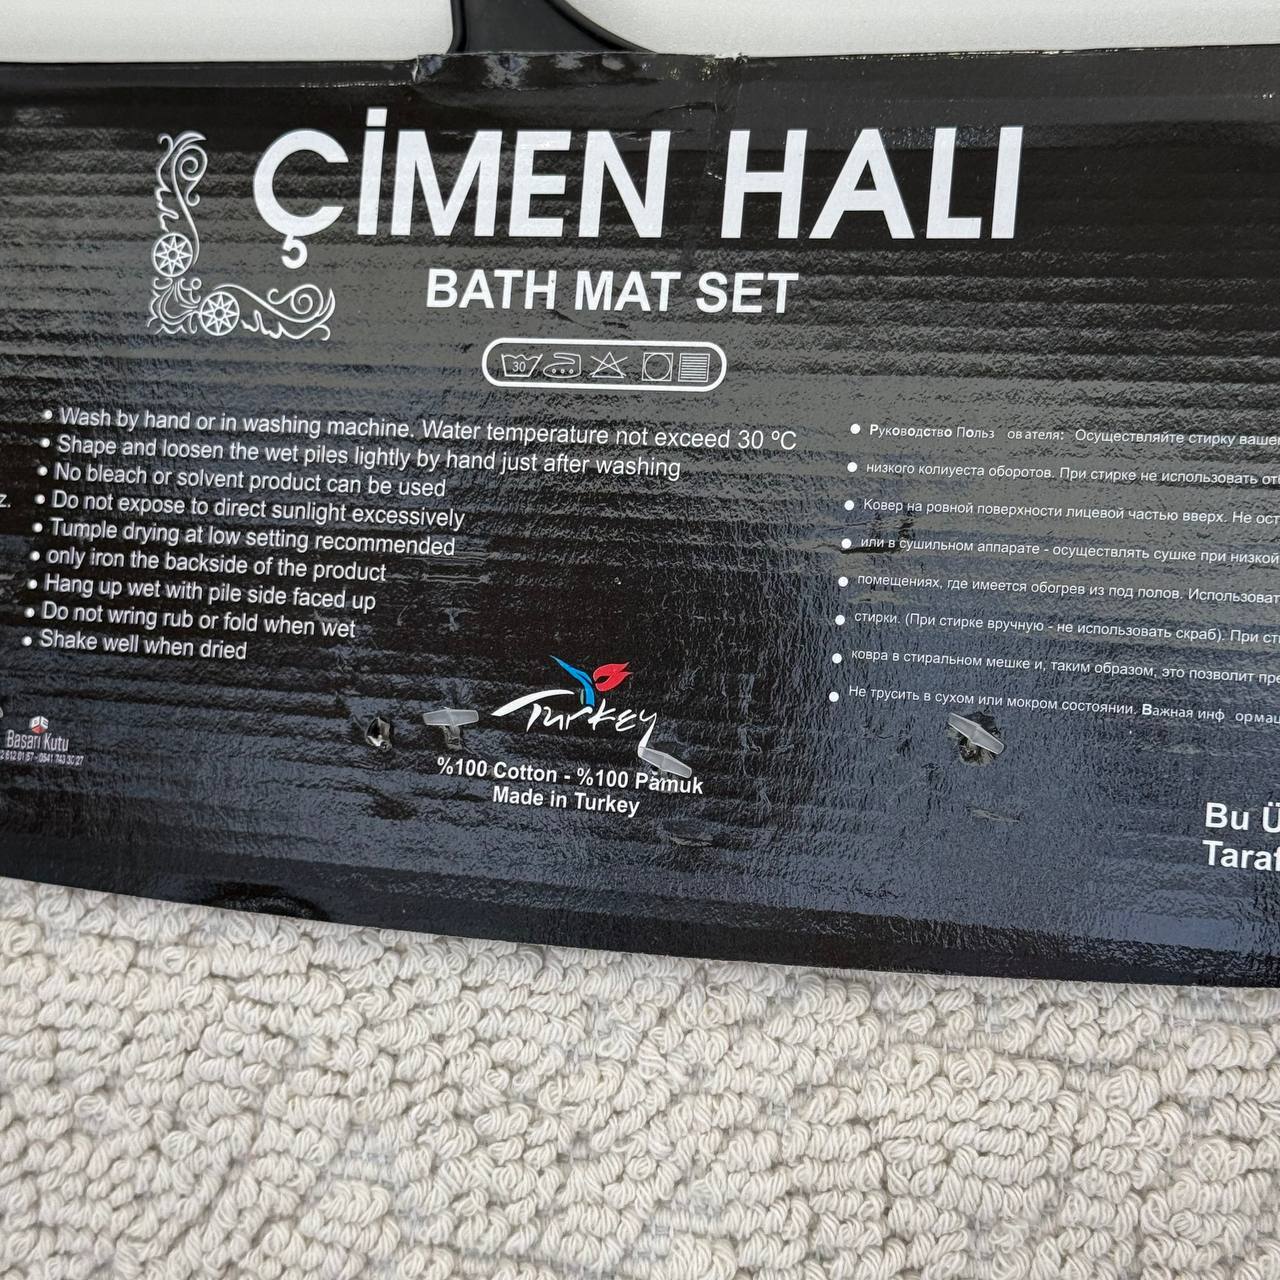 ÇİMEN HALI
BATH MAT SET
30
• Wash by hand or in washing machine. Water temperature not exceed 30 ºC
• Shape and loosen the wet piles lightly by hand just after washing
• No bleach or solvent product can be used
z.
• Do not expose to direct sunlight excessively
• Tumple drying at low setting recommended
• only iron the backside of the product
• Hang up wet with pile side faced up
• Do not wring rub or fold when wet
• Shake well when dried
• Руководство Польз ователя: Осуществляйте стирку вашег
• низкого колиуеста оборотов. При стирке не использовать отб
• Ковер на ровной поверхности лицевой частью вверх. Не ост
• или в сушильном аппарате - осуществлять сушке при низкой
• помещениях, где имеется обогрев из под полов. Использоват
• стирки. (При стирке вручную - не использовать скраб). При ст
• ковра в стиральном мешке и, таким образом, это позволит пре
• Не трусить в сухом или мокром состоянии. Важная инф ормац
Basarı Kutu
Turkey
%100 Cotton - %100 Pamuk
Made in Turkey
Bu Ü
Taraf